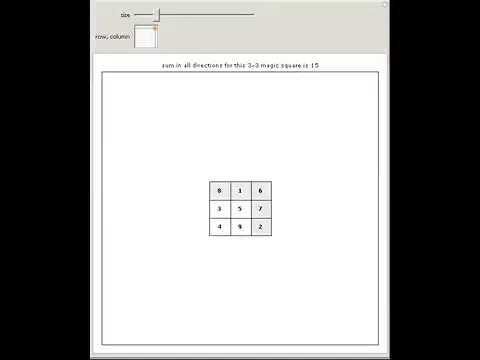 size
row, column
sum in all directions for this 3×3 magic square is 15
8 1 6
3 5 7
4 9 2